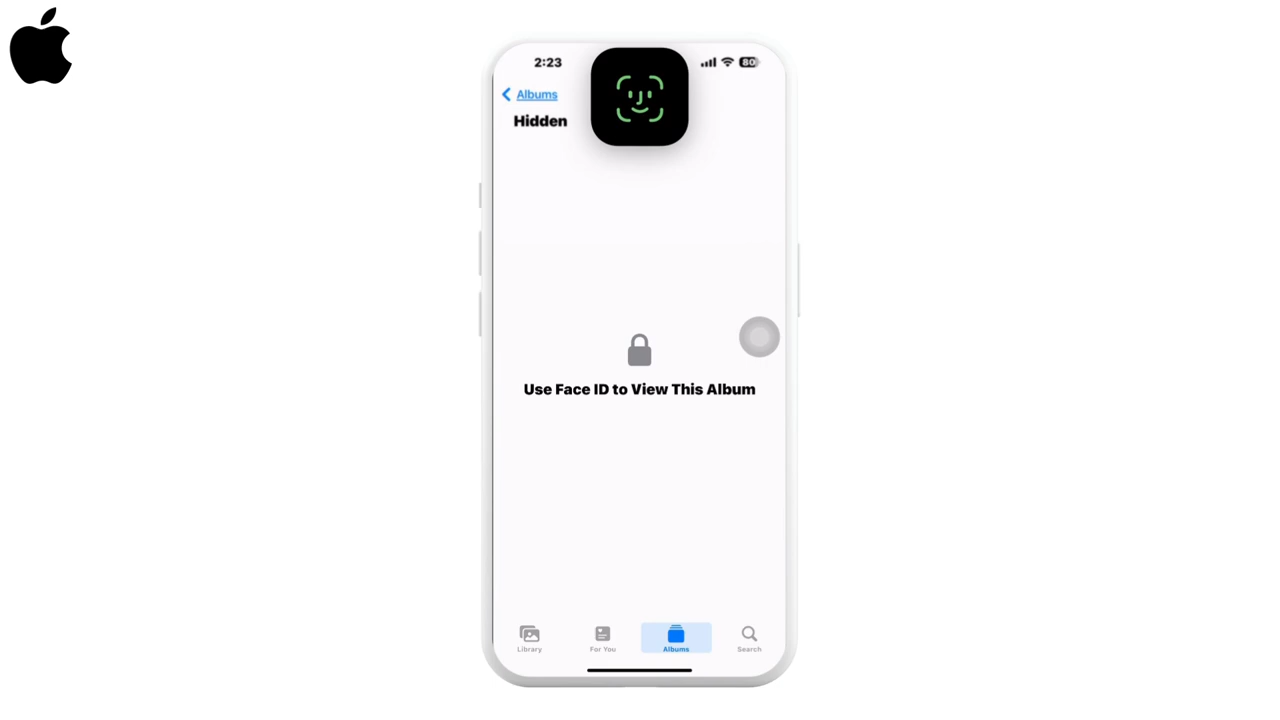 2:23
80
Albums
Hidden
Use Face ID to View This Album
Library
For You
Albums
Search